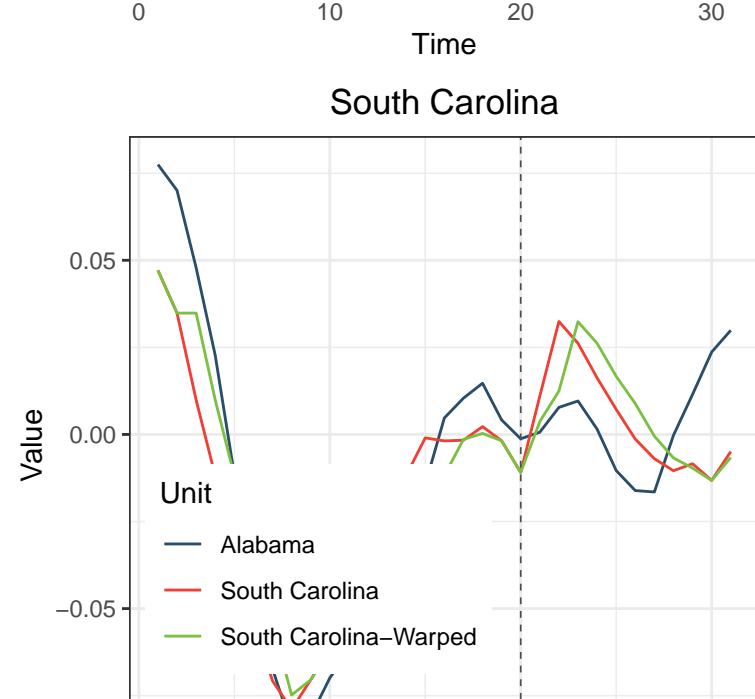 0 10 20 30
Time
South Carolina
0.05
0.00
−0.05
Value
Unit
Alabama
South Carolina
South Carolina−Warped